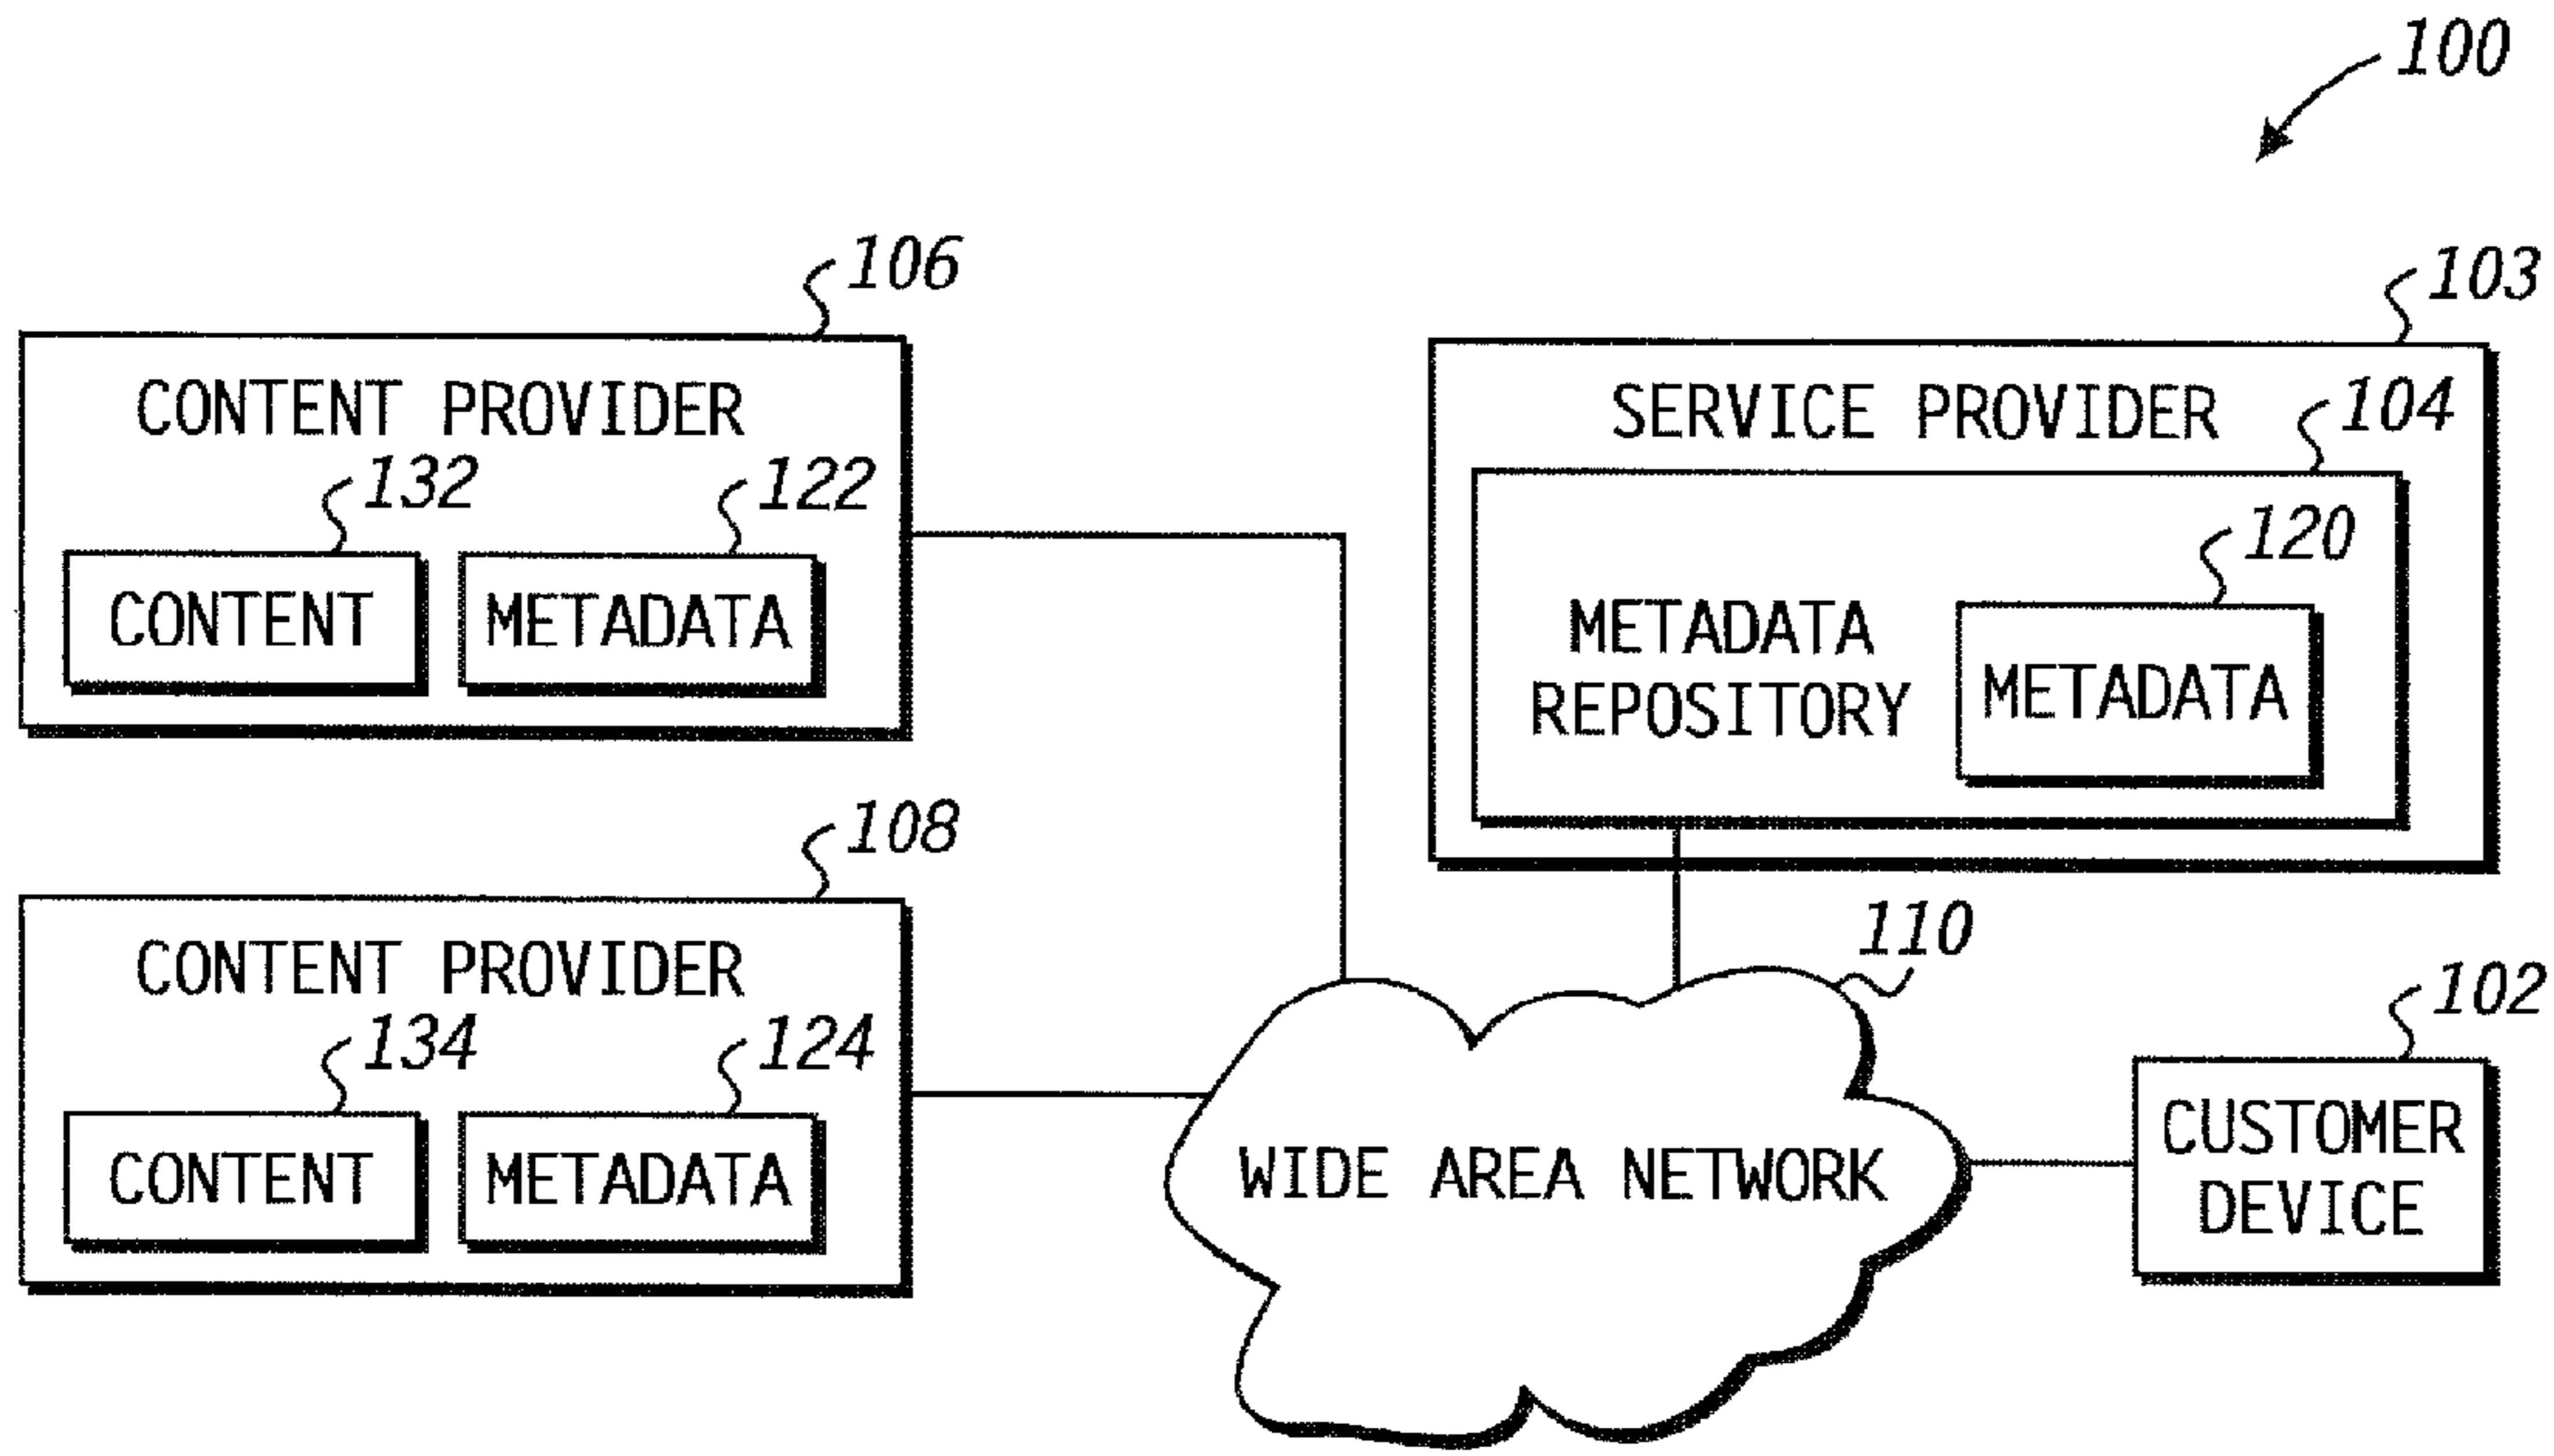 100
106
CONTENT PROVIDER
132
122
CONTENT
METADATA
103
SERVICE PROVIDER
104
120
METADATA
REPOSITORY
METADATA
108
CONTENT PROVIDER
134
124
CONTENT
METADATA
110
WIDE AREA NETWORK
102
CUSTOMER
DEVICE